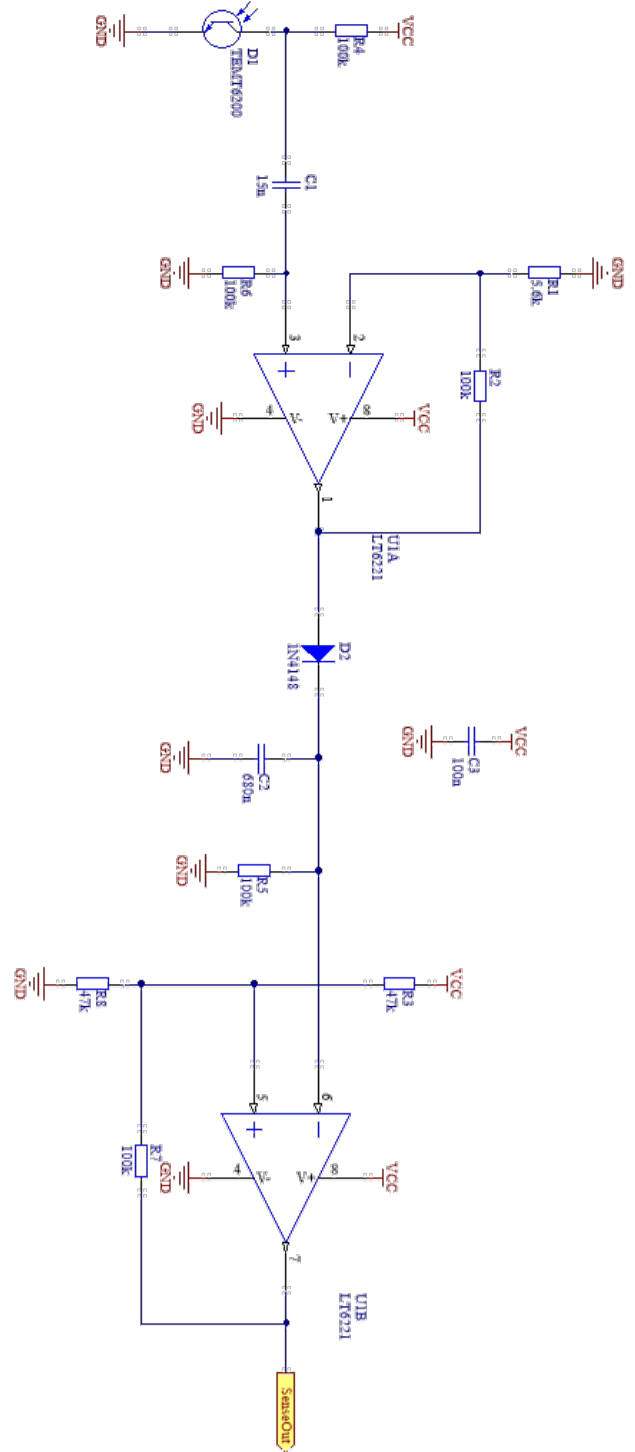 GND
D1
TEMT6200
R4
100k
VCC
C1
15n
GND
R6
100k
R1
5.6k
GND
R2
100k
3
2
+
−
4
V-
GND
8
V+
VCC
1
U1A
LT6221
D2
1N4148
GND
C2
680n
GND
C3
100n
VCC
GND
R5
100k
GND
R8
47k
R3
47k
VCC
5
6
+
−
R7
100k
GND
4
V-
8
V+
VCC
7
U1B
LT6221
SenseOut